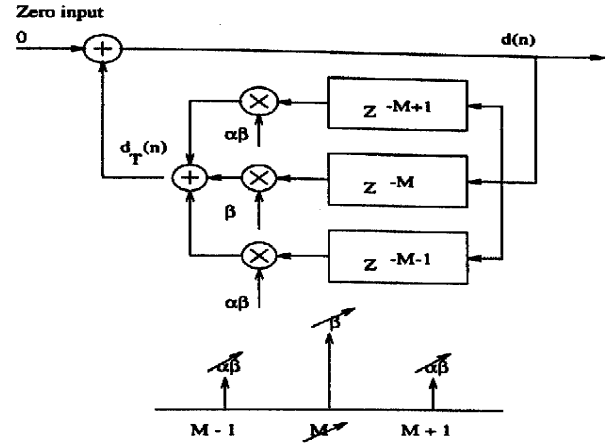 Zero input
0
d(n)
Z -M+1
αβ
d_T(n)
Z -M
β
Z -M-1
αβ
β
αβ
αβ
M - 1
M
M + 1